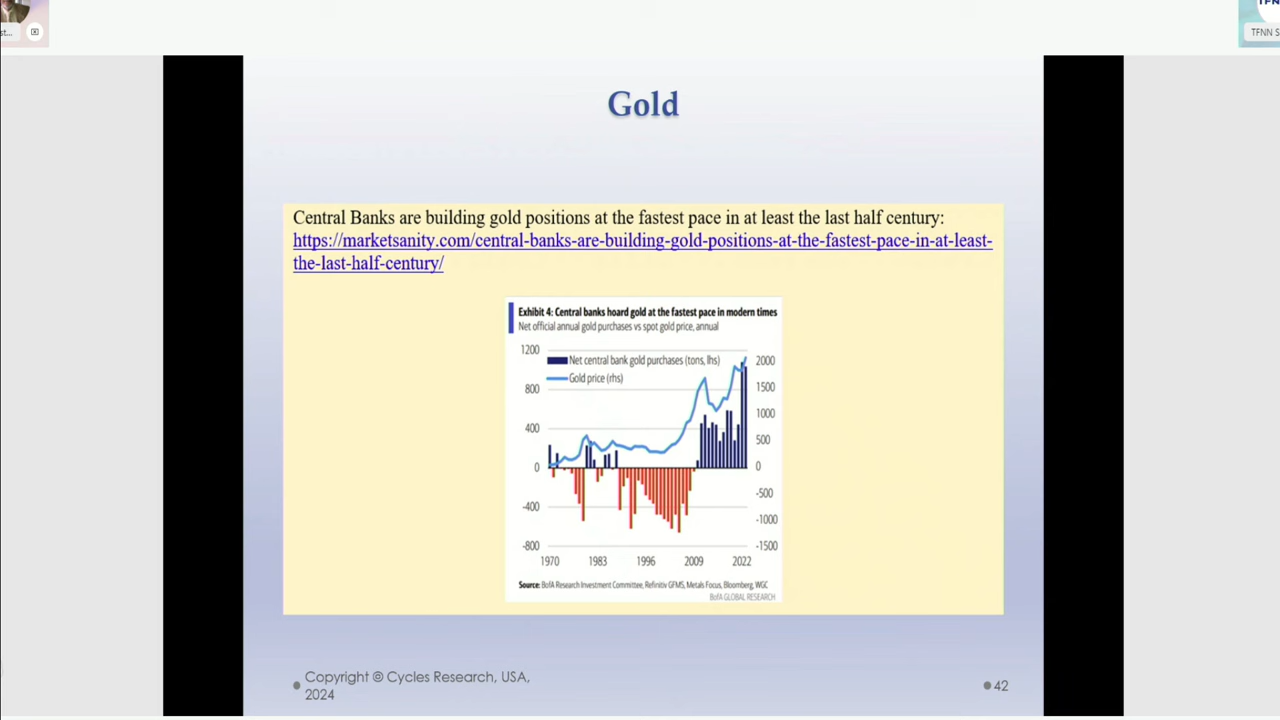 st...
TFNN S
Gold
Central Banks are building gold positions at the fastest pace in at least the last half century:
https://marketsanity.com/central-banks-are-building-gold-positions-at-the-fastest-pace-in-at-least-
the-last-half-century/
Exhibit 4: Central banks hoard gold at the fastest pace in modern times
Net official annual gold purchases vs spot gold price, annual
1200
Net central bank gold purchases (tons, lhs)
2000
Gold price (rhs)
800
1500
1000
400
500
0
0
-500
-400
-1000
-800
-1500
1970 1983 1996 2009 2022
Source: BofA Research Investment Committee, Refinitiv GFMS, Metals Focus, Bloomberg, WGC
BofA GLOBAL RESEARCH
Copyright © Cycles Research, USA,
2024
42